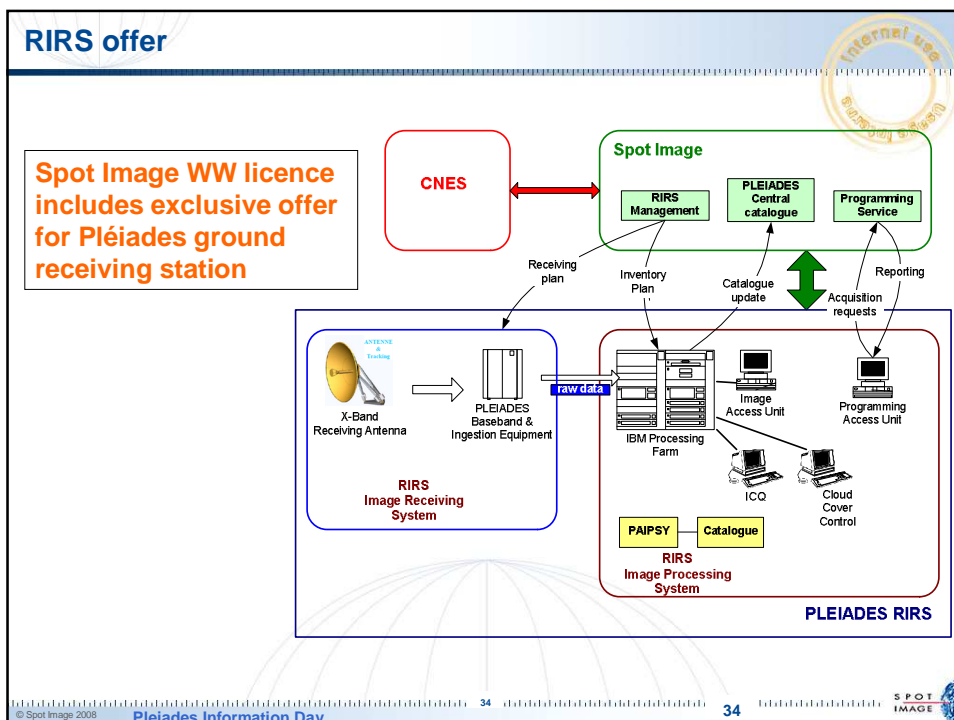 RIRS offer
Internal use
Spot Image WW licence
includes exclusive offer
for Pléiades ground
receiving station
CNES
Spot Image
RIRS
Management
PLEIADES
Central
catalogue
Programming
Service
Receiving
plan
Inventory
Plan
Catalogue
update
Acquisition
requests
Reporting
ANTENNE
&
Tracking
X-Band
Receiving Antenna
PLEIADES
Baseband &
Ingestion Equipment
raw data
IBM Processing
Farm
Image
Access Unit
Programming
Access Unit
ICQ
Cloud
Cover
Control
RIRS
Image Receiving
System
PAIPSY
Catalogue
RIRS
Image Processing
System
PLEIADES RIRS
34
34
© Spot Image 2008
Pleiades Information Day
SPOT
IMAGE